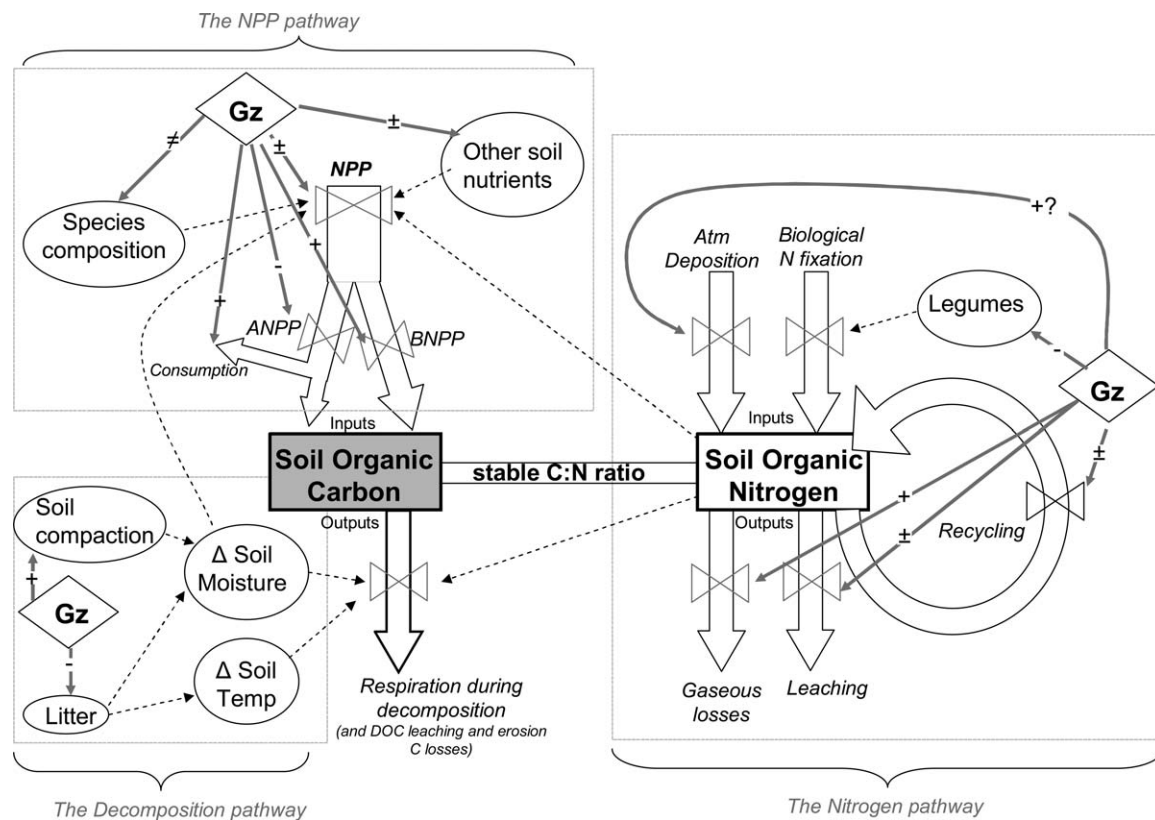 The NPP pathway
Gz
≠
±
±
NPP
Other soil
nutrients
Species
composition
+
-
+
ANPP
BNPP
Consumption
Inputs
Soil Organic
Carbon
Outputs
stable C:N ratio
+?
Atm
Deposition
Biological
N fixation
Legumes
-
Gz
Inputs
Soil Organic
Nitrogen
Outputs
+
±
±
Recycling
Gaseous
losses
Leaching
The Nitrogen pathway
Soil
compaction
+
Gz
-
Litter
Δ Soil
Moisture
Δ Soil
Temp
Respiration during
decomposition
(and DOC leaching and erosion
C losses)
The Decomposition pathway